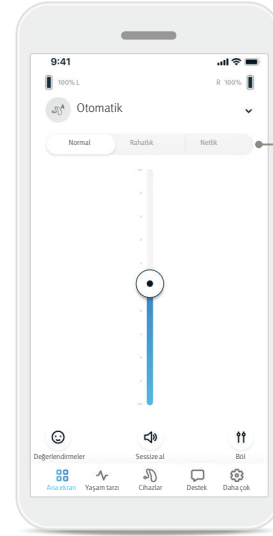 9:41
100% L
R 100%
Otomatik
Normal Rahatlık Netlik
Değerlendirmeler Sessize al Böl
Ana ekran Yaşam tarzı Cihazlar Destek Daha çok